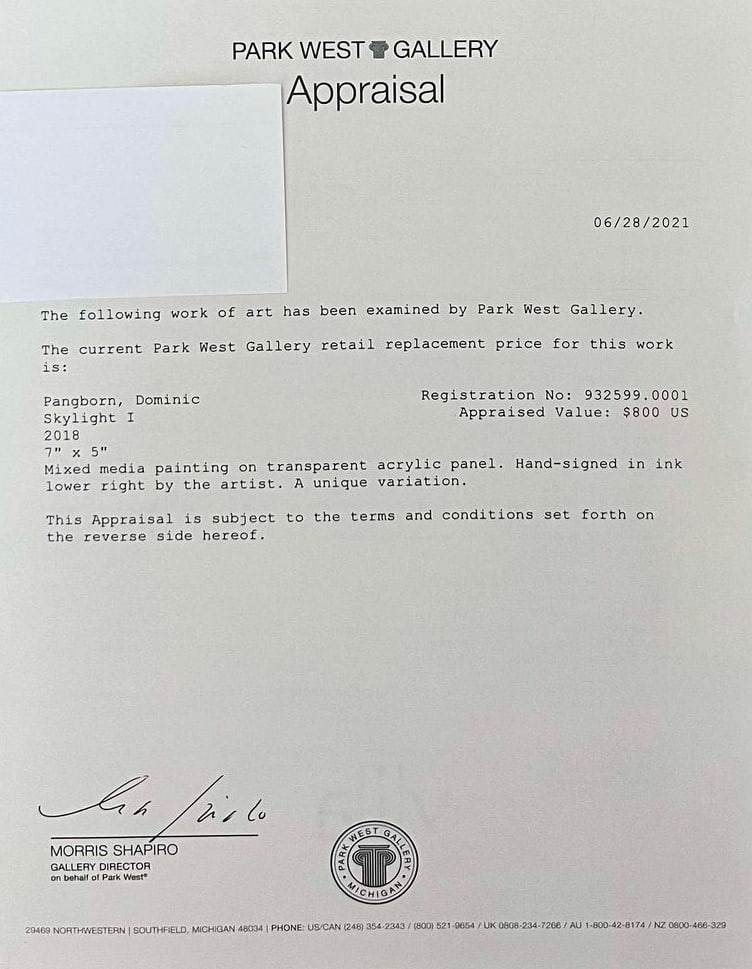 PARK WEST GALLERY
Appraisal
06/28/2021
The following work of art has been examined by Park West Gallery.
The current Park West Gallery retail replacement price for this work
is:
Pangborn, Dominic
Registration No: 932599.0001
Skylight I
Appraised Value: $800 US
2018
7" x 5"
Mixed media painting on transparent acrylic panel. Hand-signed in ink
lower right by the artist. A unique variation.
This Appraisal is subject to the terms and conditions set forth on
the reverse side hereof.
MORRIS SHAPIRO
GALLERY DIRECTOR
on behalf of Park West®
PARK WEST GALLERY
• MICHIGAN •
29469 NORTHWESTERN | SOUTHFIELD, MICHIGAN 48034 | PHONE: US/CAN (248) 354-2343 / (800) 521-9654 / UK 0808-234-7266 / AU 1-800-42-8174 / NZ 0800-466-329